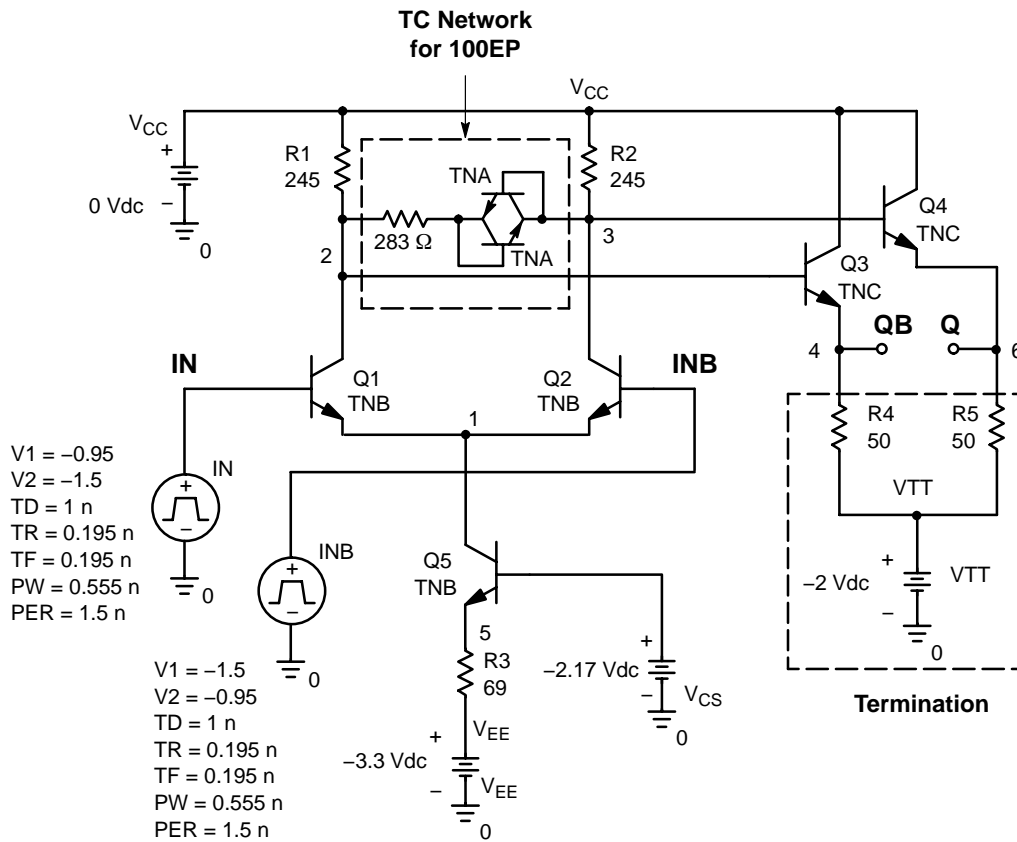 TC Network
for 100EP
VCC
VCC
+
−
0 Vdc
0
R1
245
R2
245
TNA
TNA
283 Ω
2
3
Q4
TNC
Q3
TNC
QB
Q
4
6
IN
Q1
TNB
Q2
TNB
INB
1
R4
50
R5
50
V1 = −0.95
V2 = −1.5
TD = 1 n
TR = 0.195 n
TF = 0.195 n
PW = 0.555 n
PER = 1.5 n
IN
+
−
0
INB
+
−
0
VTT
+
−2 Vdc
−
VTT
0
Termination
Q5
TNB
5
R3
69
+
−2.17 Vdc
−
VCS
0
VEE
+
−3.3 Vdc
−
VEE
0
V1 = −1.5
V2 = −0.95
TD = 1 n
TR = 0.195 n
TF = 0.195 n
PW = 0.555 n
PER = 1.5 n